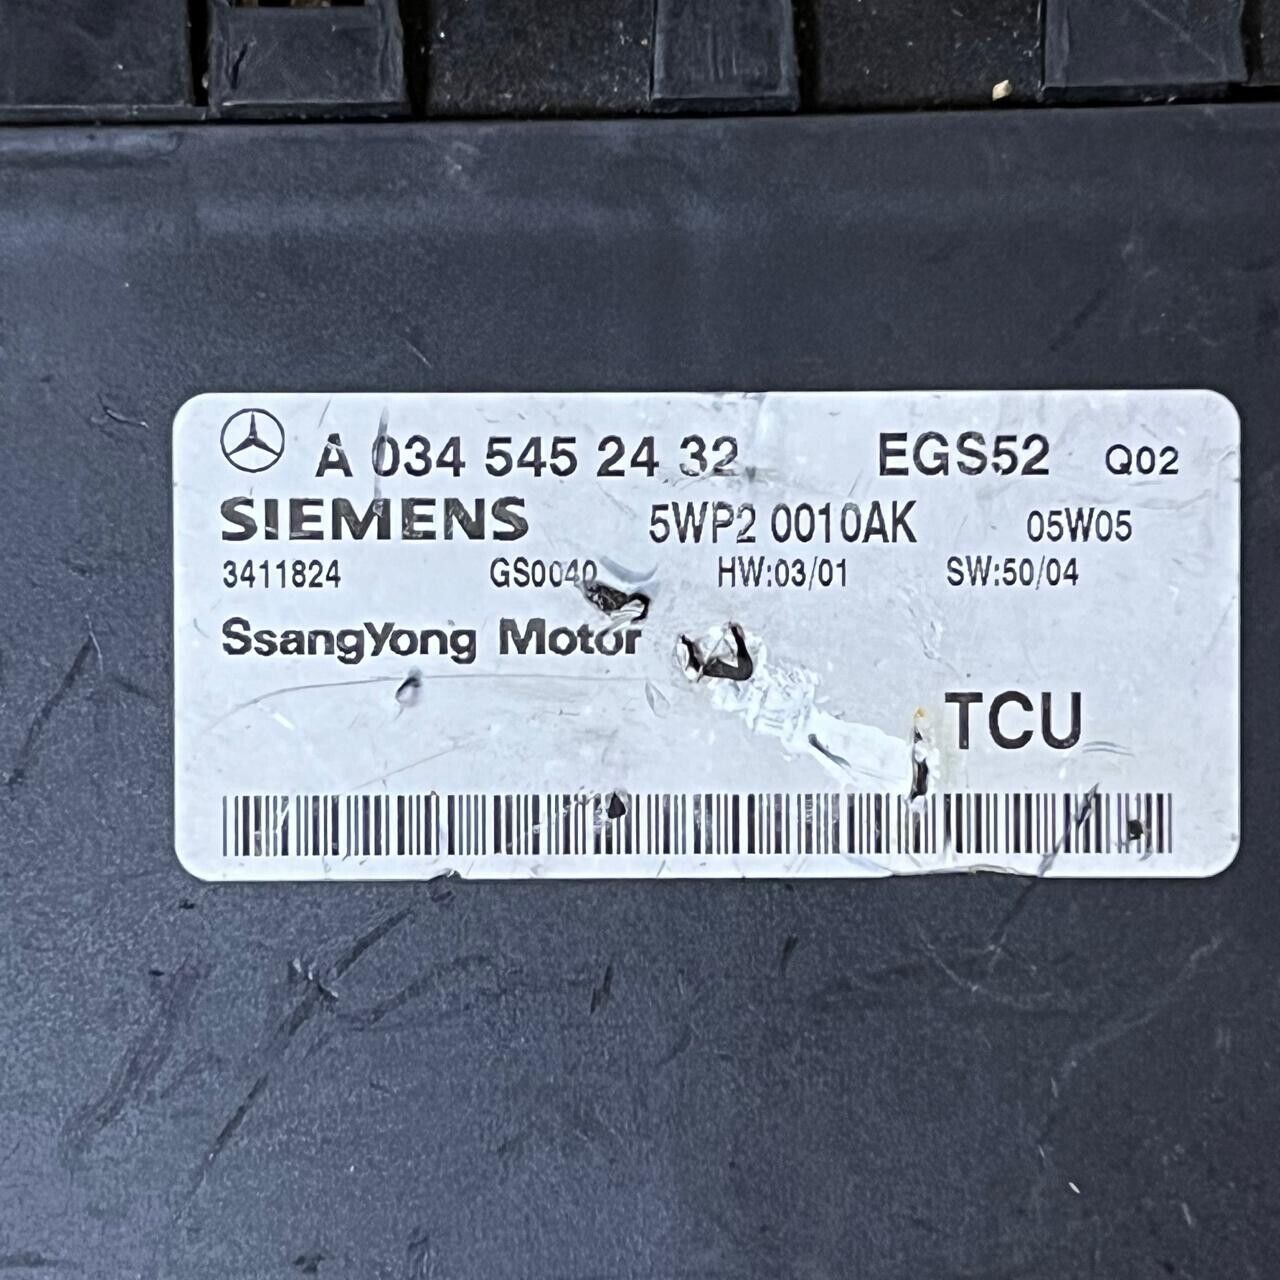 A 034 545 24 32 EGS52 Q02
SIEMENS 5WP2 0010AK 05W05
3411824 GS0040 HW:03/01 SW:50/04
SsangYong Motor
TCU